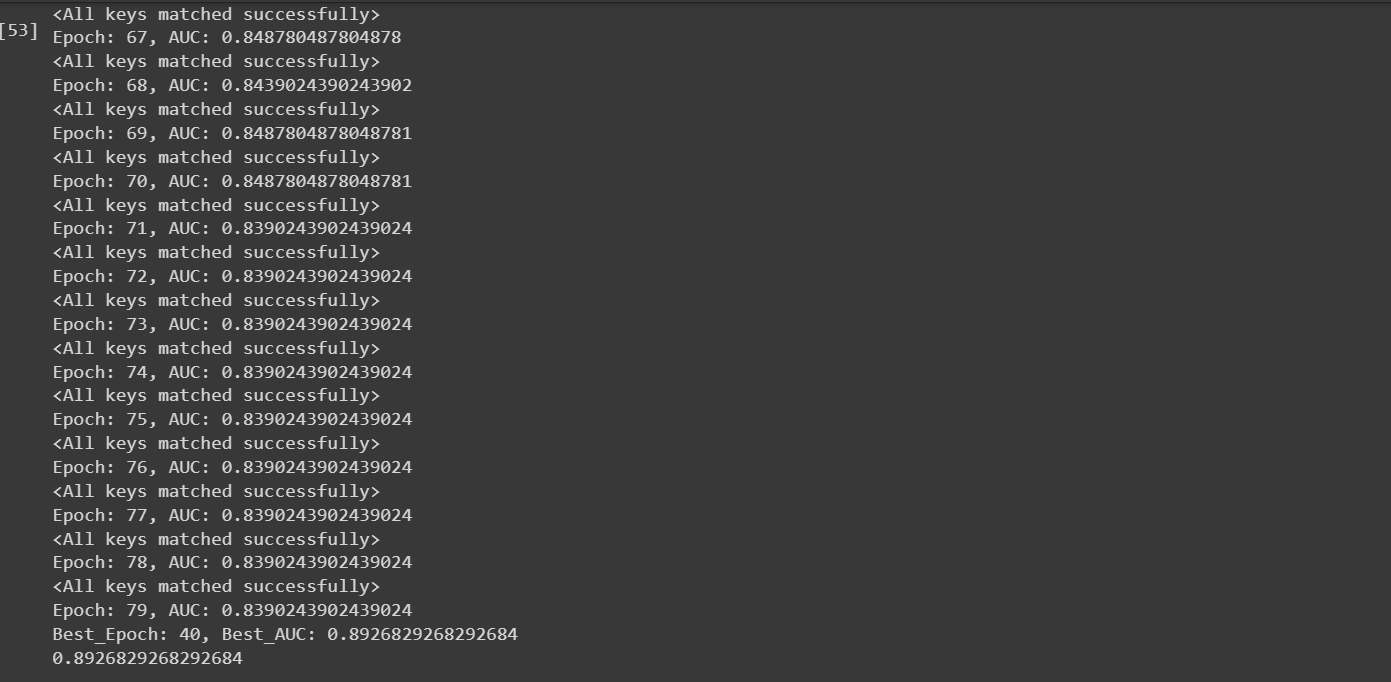 <All keys matched successfully>
[53] Epoch: 67, AUC: 0.848780487804878
<All keys matched successfully>
Epoch: 68, AUC: 0.8439024390243902
<All keys matched successfully>
Epoch: 69, AUC: 0.8487804878048781
<All keys matched successfully>
Epoch: 70, AUC: 0.8487804878048781
<All keys matched successfully>
Epoch: 71, AUC: 0.8390243902439024
<All keys matched successfully>
Epoch: 72, AUC: 0.8390243902439024
<All keys matched successfully>
Epoch: 73, AUC: 0.8390243902439024
<All keys matched successfully>
Epoch: 74, AUC: 0.8390243902439024
<All keys matched successfully>
Epoch: 75, AUC: 0.8390243902439024
<All keys matched successfully>
Epoch: 76, AUC: 0.8390243902439024
<All keys matched successfully>
Epoch: 77, AUC: 0.8390243902439024
<All keys matched successfully>
Epoch: 78, AUC: 0.8390243902439024
<All keys matched successfully>
Epoch: 79, AUC: 0.8390243902439024
Best_Epoch: 40, Best_AUC: 0.8926829268292684
0.8926829268292684